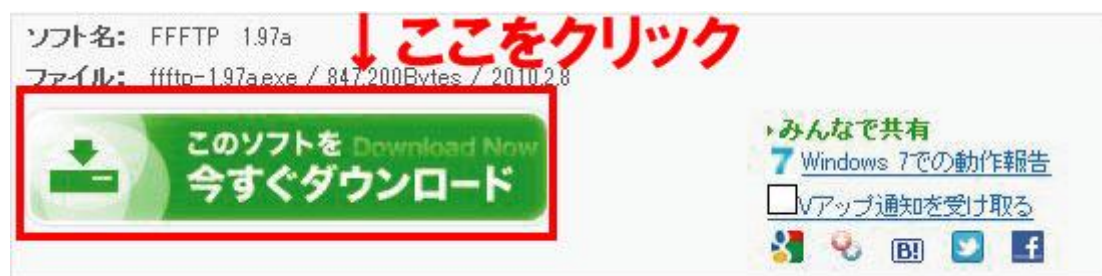 ソフト名: FFFTP 1.97a
↓ここをクリック
ファイル: ffftp-1.97a.exe / 847,200Bytes / 2010.2.8
このソフトを Download Now
今すぐダウンロード
みんなで共有
7 Windows 7での動作報告
Vアップ通知を受け取る
B!
f